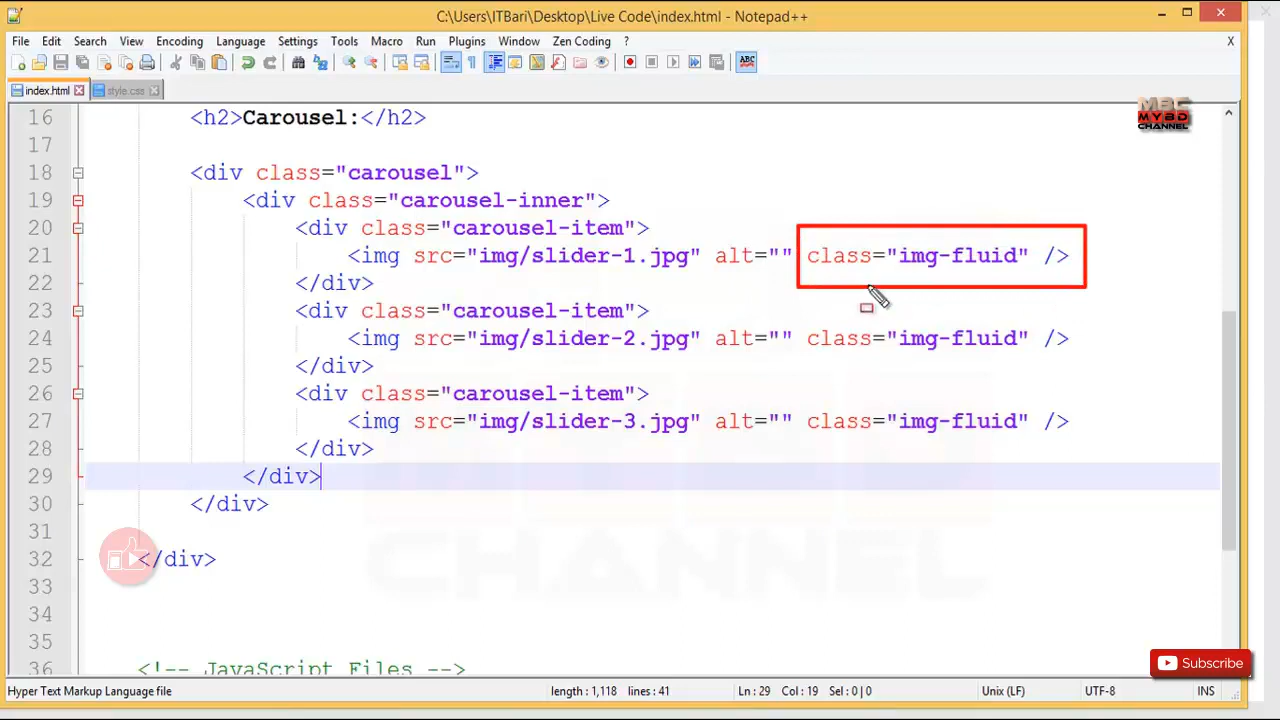 C:\Users\ITBari\Desktop\Live Code\index.html - Notepad++
File Edit Search View Encoding Language Settings Tools Macro Run Plugins Window Zen Coding ? X
ABC
index.html style.css
MBC
MYBD
CHANNEL
16 <h2>Carousel:</h2>
17
18 <div class="carousel">
19 <div class="carousel-inner">
20 <div class="carousel-item">
21 <img src="img/slider-1.jpg" alt="" class="img-fluid" />
22 </div>
23 <div class="carousel-item">
24 <img src="img/slider-2.jpg" alt="" class="img-fluid" />
25 </div>
26 <div class="carousel-item">
27 <img src="img/slider-3.jpg" alt="" class="img-fluid" />
28 </div>
29 </div>
30 </div>
31
32 </div>
33
34
35
36 <!-- JavaScript Files -->
CHANNEL
Subscribe
Hyper Text Markup Language file length : 1,118 lines : 41 Ln : 29 Col : 19 Sel : 0 | 0 Unix (LF) UTF-8 INS